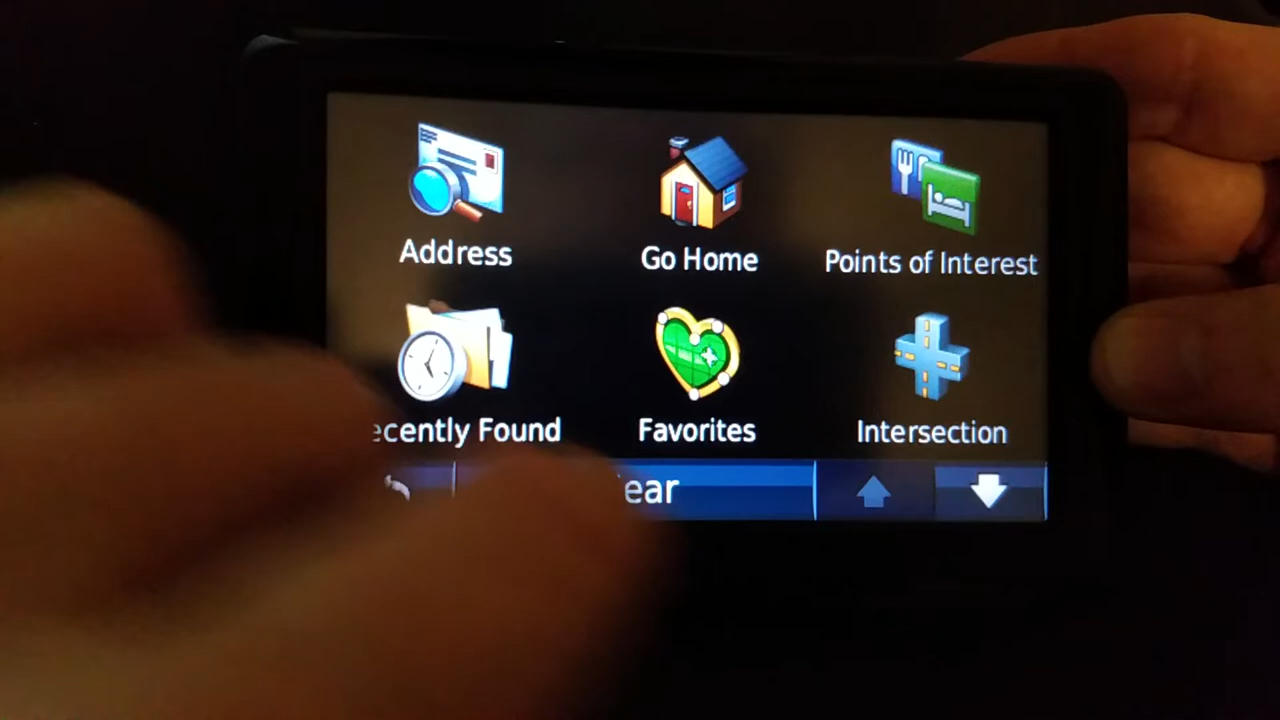 Address
Go Home
Points of Interest
ecently Found
Favorites
Intersection
ear